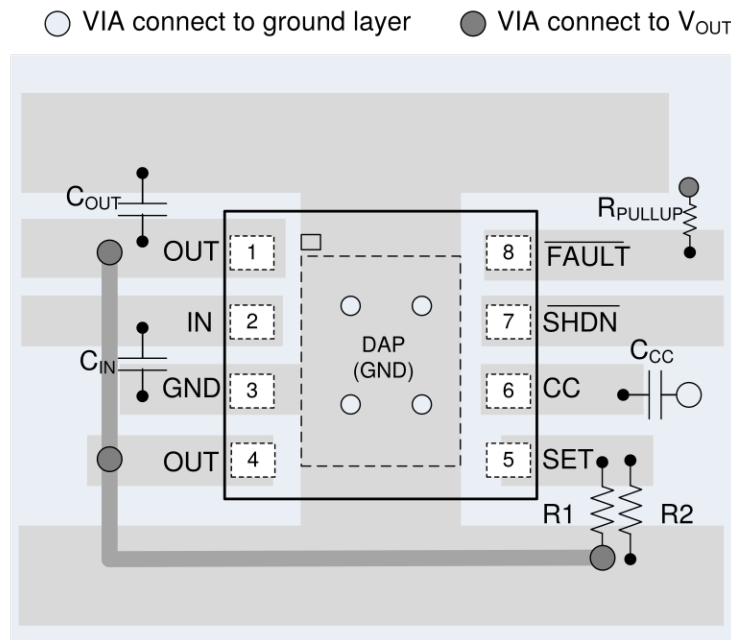 VIA connect to ground layer
VIA connect to VOUT
COUT
RPULLUP
OUT 1
8 FAULT
IN 2
7 SHDN
DAP
(GND)
CIN
CCC
GND 3
6 CC
OUT 4
5 SET
R1
R2